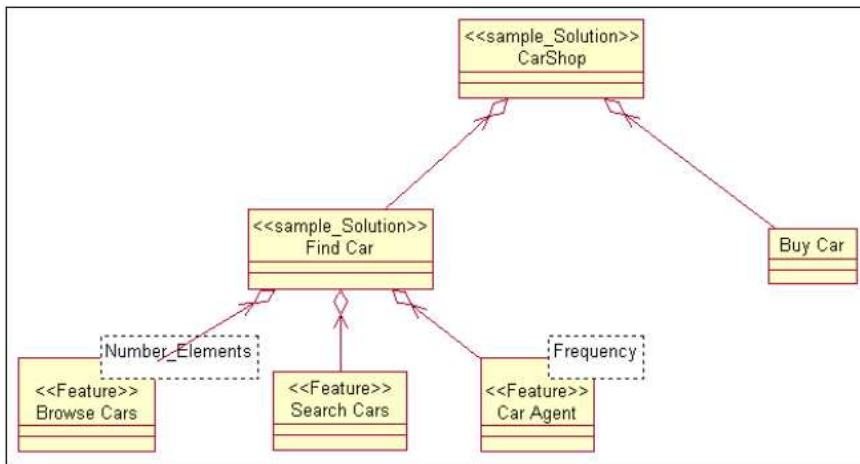 <<sample_Solution>>
CarShop
<<sample_Solution>>
Find Car
Buy Car
Number_Elements
Frequency
<<Feature>>
Browse Cars
<<Feature>>
Search Cars
<<Feature>>
Car Agent